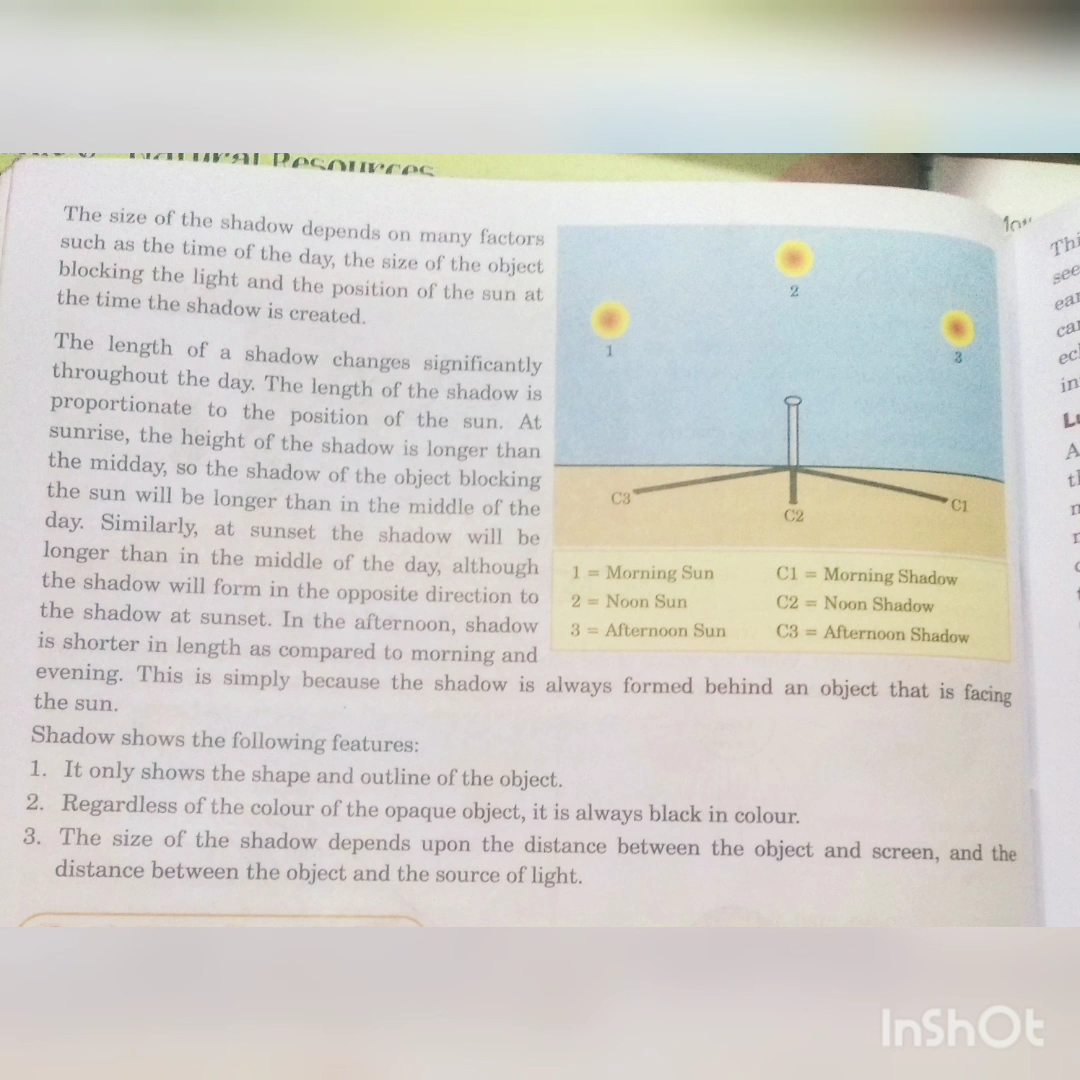 Natural Resources
The size of the shadow depends on many factors
such as the time of the day, the size of the object
blocking the light and the position of the sun at
the time the shadow is created.
The length of a shadow changes significantly
throughout the day. The length of the shadow is
proportionate to the position of the sun. At
sunrise, the height of the shadow is longer than
the midday, so the shadow of the object blocking
the sun will be longer than in the middle of the
day. Similarly, at sunset the shadow will be
longer than in the middle of the day, although
the shadow will form in the opposite direction to
the shadow at sunset. In the afternoon, shadow
is shorter in length as compared to morning and
evening. This is simply because the shadow is always formed behind an object that is facing
the sun.
1
2
3
C3
C2
C1
1 = Morning Sun
C1 = Morning Shadow
2 = Noon Sun
C2 = Noon Shadow
3 = Afternoon Sun
C3 = Afternoon Shadow
Shadow shows the following features:
1. It only shows the shape and outline of the object.
2. Regardless of the colour of the opaque object, it is always black in colour.
3. The size of the shadow depends upon the distance between the object and screen, and the
distance between the object and the source of light.
InShOt